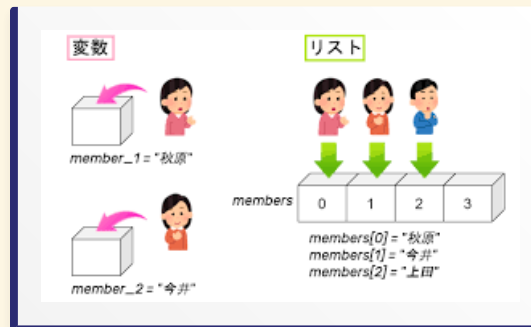 変数
リスト
member_1 = "秋原"
member_2 = "今井"
members
0 1 2 3
members[0] = "秋原"
members[1] = "今井"
members[2] = "上田"